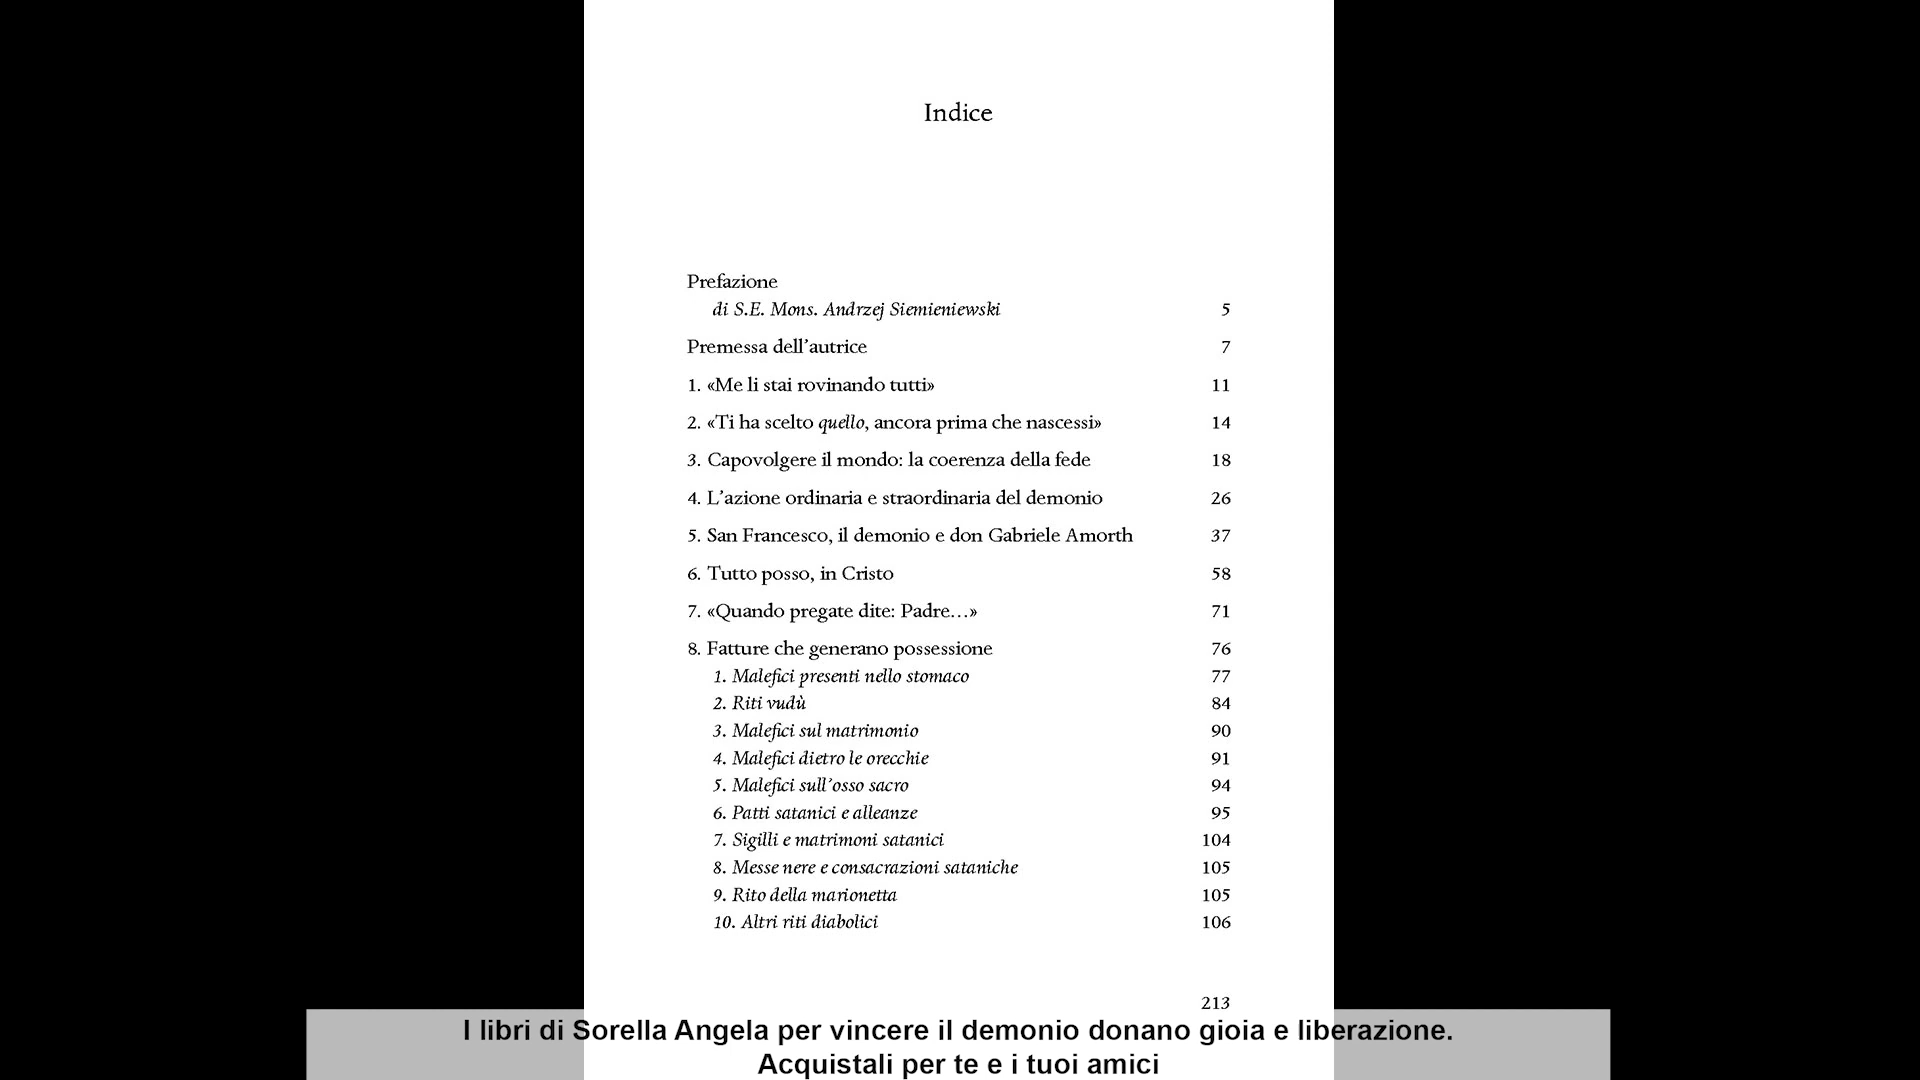 Indice
Prefazione
di S.E. Mons. Andrzej Siemieniewski 5
Premessa dell’autrice 7
1. «Me li stai rovinando tutti» 11
2. «Ti ha scelto quello, ancora prima che nascessi» 14
3. Capovolgere il mondo: la coerenza della fede 18
4. L’azione ordinaria e straordinaria del demonio 26
5. San Francesco, il demonio e don Gabriele Amorth 37
6. Tutto posso, in Cristo 58
7. «Quando pregate dite: Padre…» 71
8. Fatture che generano possessione 76
1. Malefici presenti nello stomaco 77
2. Riti vudù 84
3. Malefici sul matrimonio 90
4. Malefici dietro le orecchie 91
5. Malefici sull’osso sacro 94
6. Patti satanici e alleanze 95
7. Sigilli e matrimoni satanici 104
8. Messe nere e consacrazioni sataniche 105
9. Rito della marionetta 105
10. Altri riti diabolici 106
213
I libri di Sorella Angela per vincere il demonio donano gioia e liberazione.
Acquistali per te e i tuoi amici